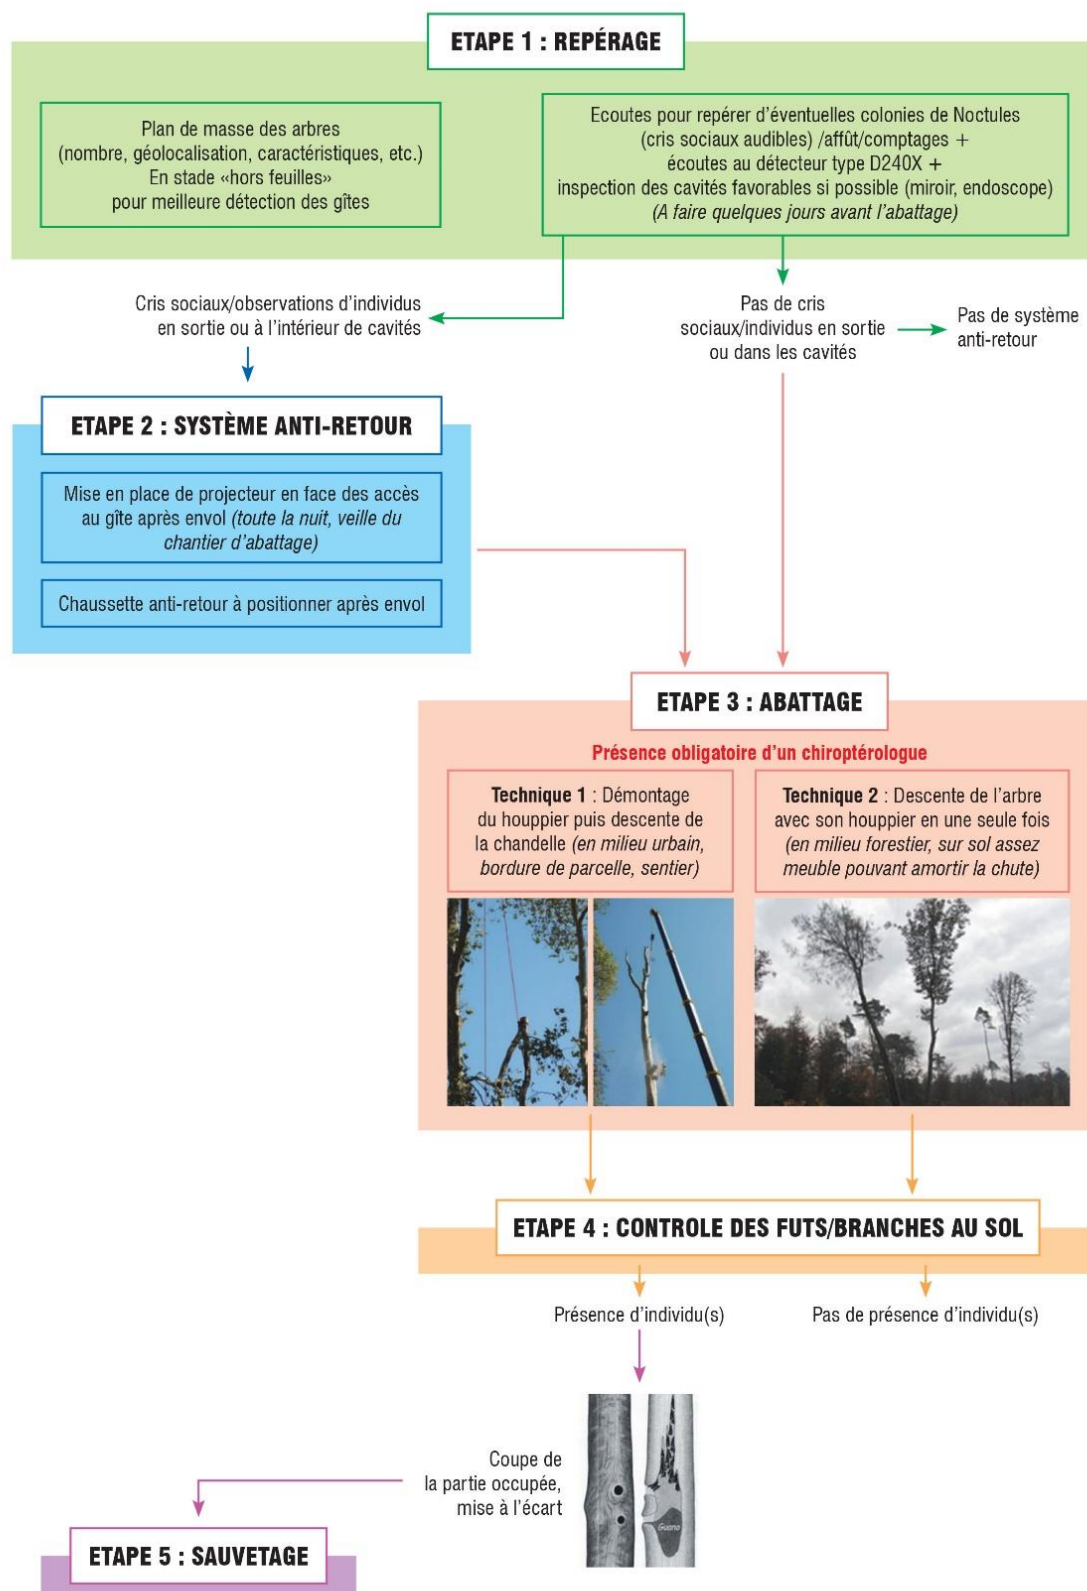 ETAPE 1 : REPÉRAGE
Plan de masse des arbres
(nombre, géolocalisation, caractéristiques, etc.)
En stade «hors feuilles»
pour meilleure détection des gîtes
Ecoutes pour repérer d’éventuelles colonies de Noctules
(cris sociaux audibles) /affût/comptages +
écoutes au détecteur type D240X +
inspection des cavités favorables si possible (miroir, endoscope)
(A faire quelques jours avant l’abattage)
Cris sociaux/observations d’individus
en sortie ou à l’intérieur de cavités
Pas de cris
sociaux/individus en sortie
ou dans les cavités
Pas de système
anti-retour
ETAPE 2 : SYSTÈME ANTI-RETOUR
Mise en place de projecteur en face des accès
au gîte après envol (toute la nuit, veille du
chantier d’abattage)
Chaussette anti-retour à positionner après envol
ETAPE 3 : ABATTAGE
Présence obligatoire d’un chiroptérologue
Technique 1 : Démontage
du houppier puis descente de
la chandelle (en milieu urbain,
bordure de parcelle, sentier)
Technique 2 : Descente de l’arbre
avec son houppier en une seule fois
(en milieu forestier, sur sol assez
meuble pouvant amortir la chute)
ETAPE 4 : CONTROLE DES FUTS/BRANCHES AU SOL
Présence d’individu(s)
Pas de présence d’individu(s)
Coupe de
la partie occupée,
mise à l’écart
Guano
ETAPE 5 : SAUVETAGE